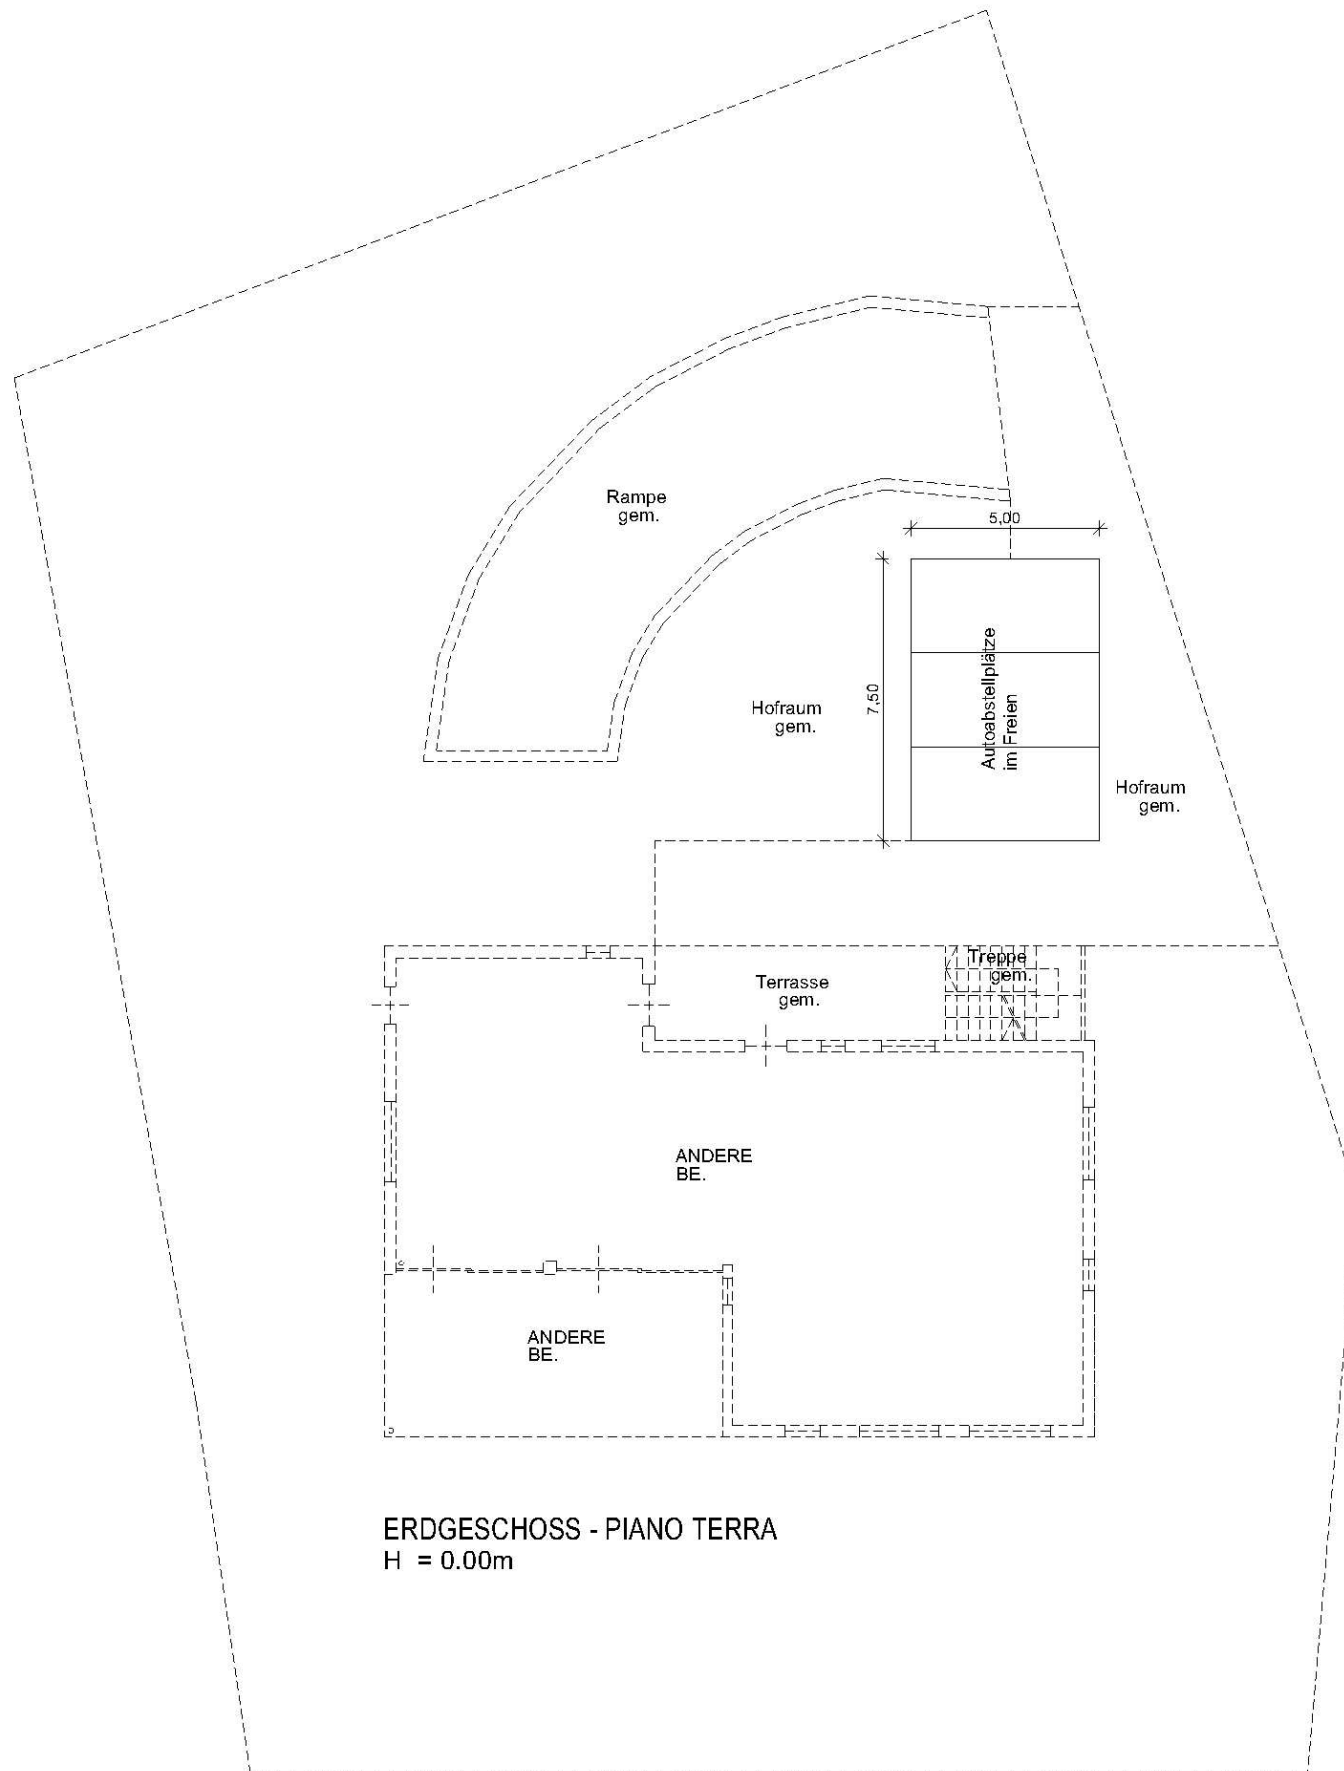 Rampe
gem.
5,00
7,50
Autoabstellplätze
im Freien
Hofraum
gem.
Hofraum
gem.
Treppe
gem.
Terrasse
gem.
ANDERE
BE.
ANDERE
BE.
ERDGESCHOSS - PIANO TERRA
H = 0.00m